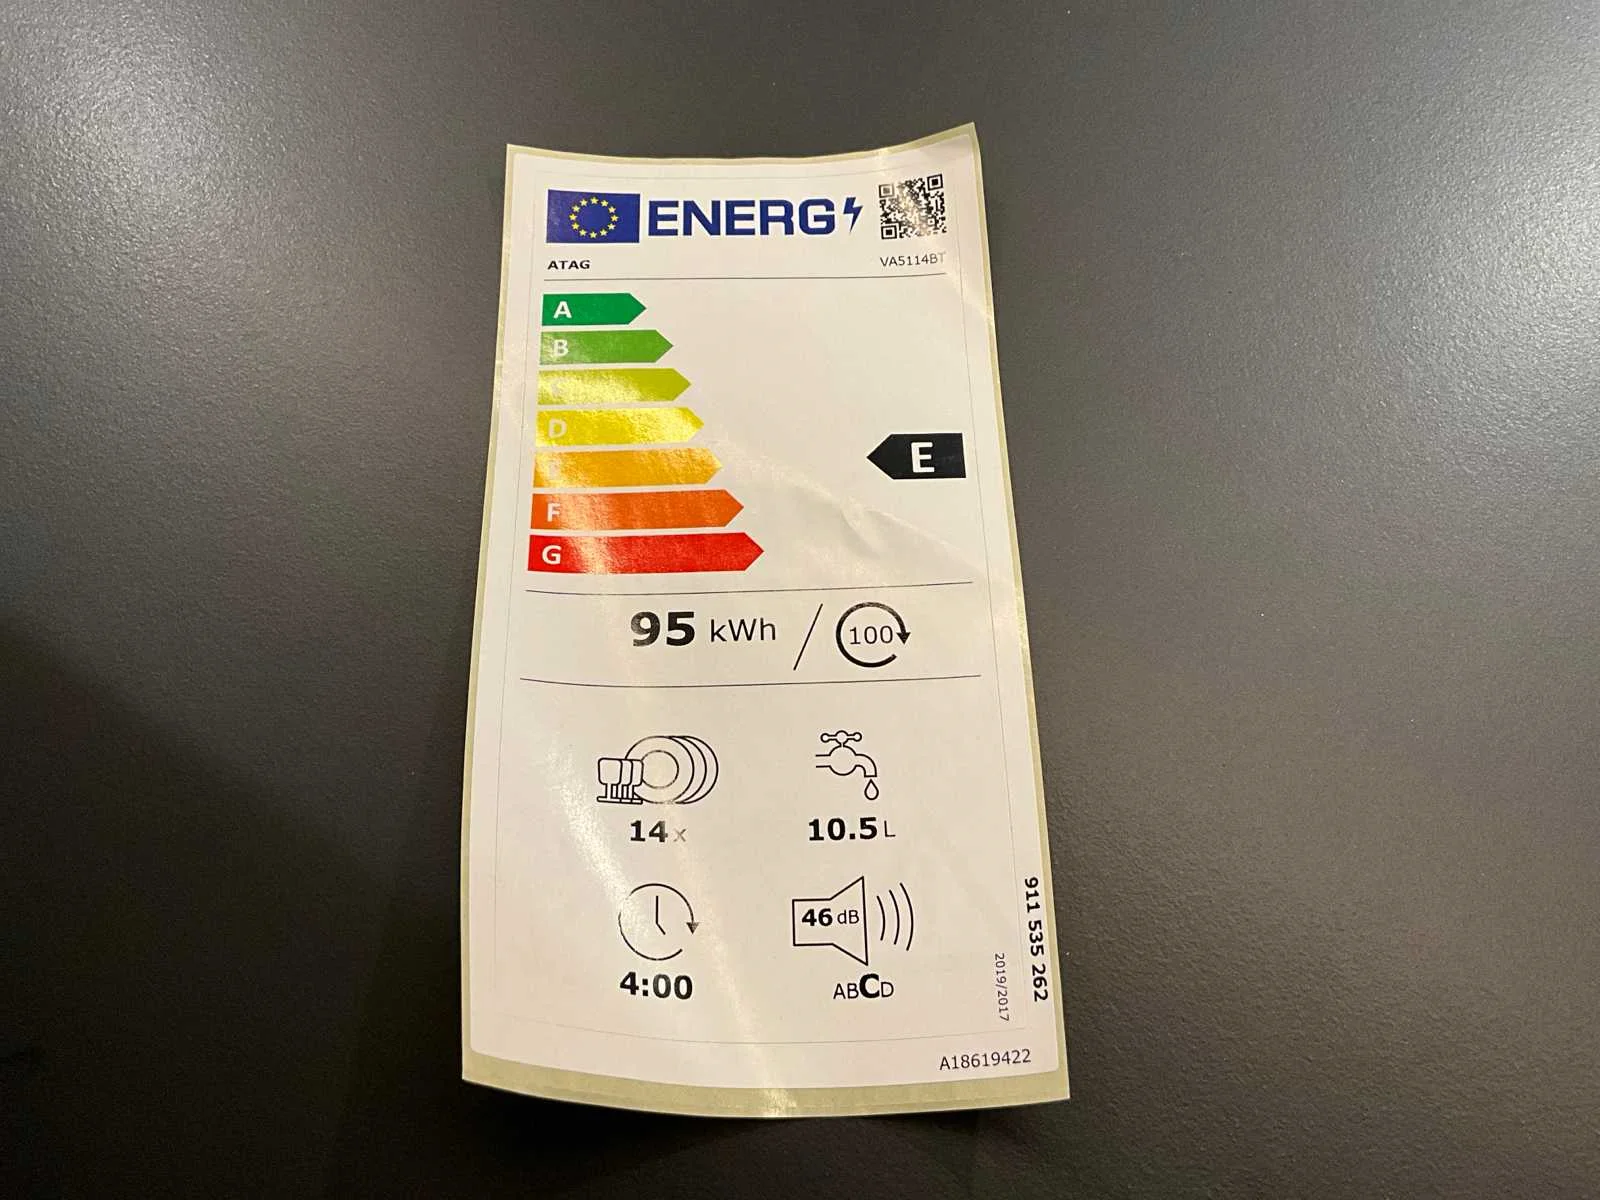 ENERG
ATAG
VA5114BT
A
B
C
D
E
E
F
G
95 kWh / 100
14 x
10.5 L
46 dB
4:00
ABCD
911 535 262
2019/2017
A18619422